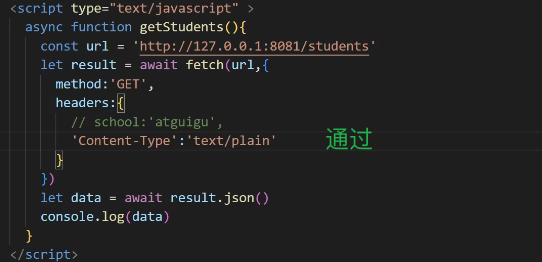 <script type="text/javascript" >
async function getStudents(){
const url = 'http://127.0.0.1:8081/students'
let result = await fetch(url,{
method:'GET',
headers:{
// school:'atguigu',
'Content-Type':'text/plain' 通过
}
})
let data = await result.json()
console.log(data)
}
</script>